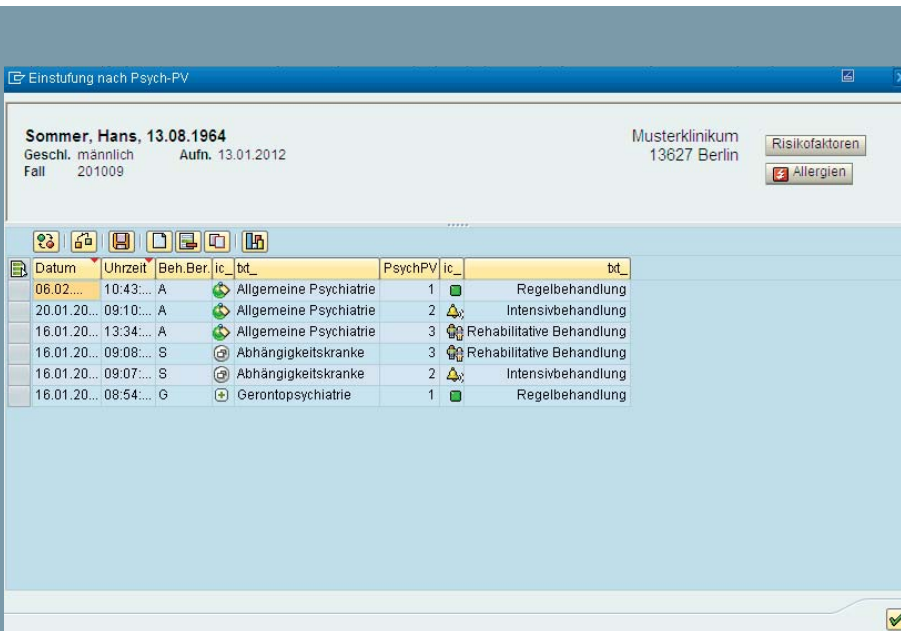 Einstufung nach Psych-PV
Sommer, Hans, 13.08.1964
Geschl. männlich Aufn. 13.01.2012
Fall 201009
Musterklinikum
13627 Berlin
Risikofaktoren
Allergien
Datum Uhrzeit Beh.Ber. ic_ txt_ PsychPV ic_ txt_
06.02.... 10:43:... A Allgemeine Psychiatrie 1 Regelbehandlung
20.01.20... 09:10:... A Allgemeine Psychiatrie 2 Intensivbehandlung
16.01.20... 13:34:... A Allgemeine Psychiatrie 3 Rehabilitative Behandlung
16.01.20... 09:08:... S Abhängigkeitskranke 3 Rehabilitative Behandlung
16.01.20... 09:07:... S Abhängigkeitskranke 2 Intensivbehandlung
16.01.20... 08:54:... G Gerontopsychiatrie 1 Regelbehandlung